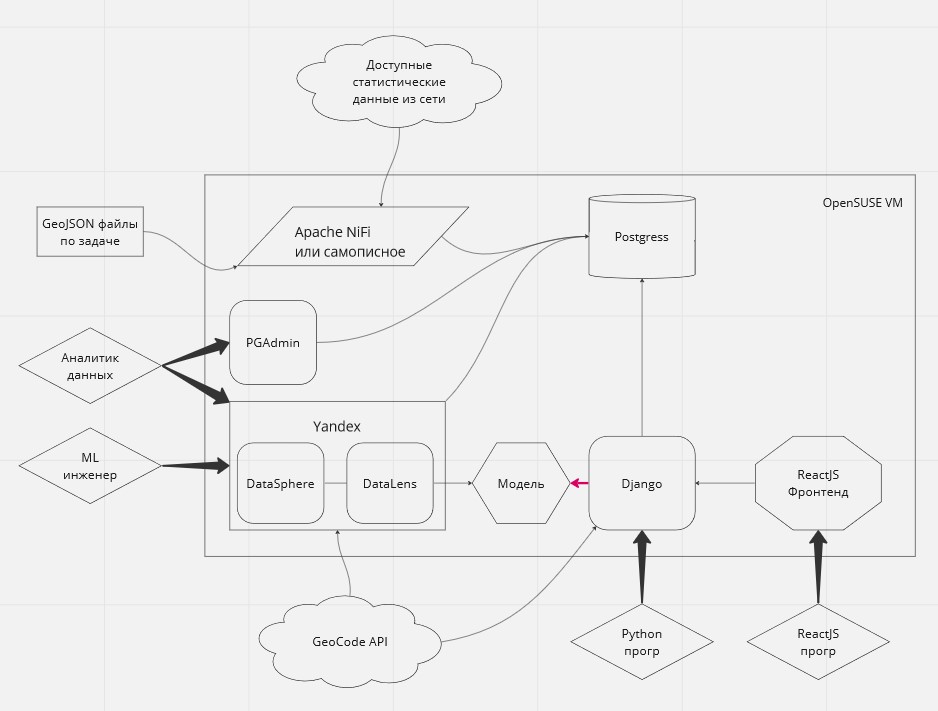 Доступные
статистические
данные из сети
OpenSUSE VM
GeoJSON файлы
по задаче
Apache NiFi
или самописное
Postgress
PGAdmin
Аналитик
данных
Yandex
ML
инженер
DataSphere
DataLens
Модель
Django
ReactJS
Фронтенд
GeoCode API
Python
прогр
ReactJS
прогр